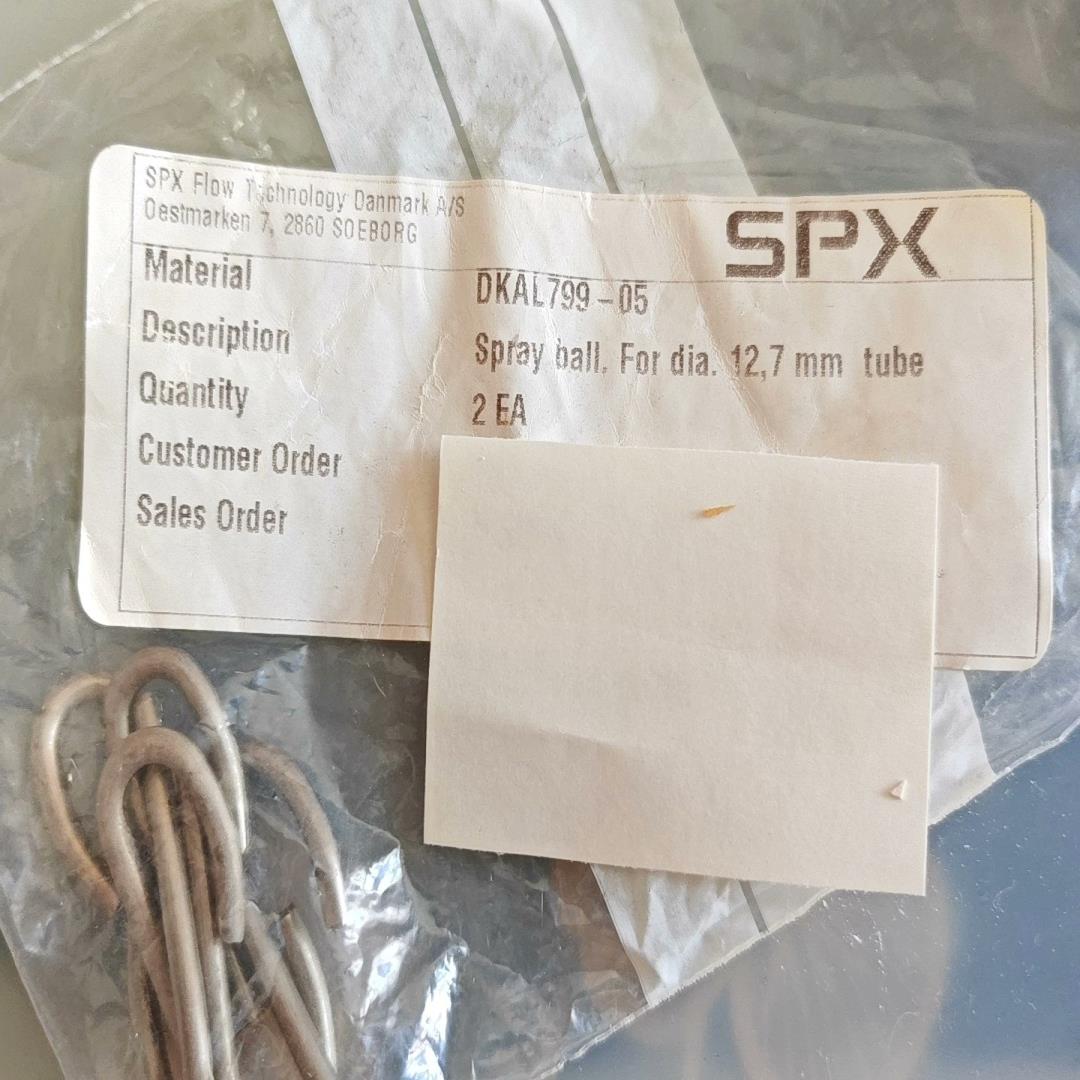 SPX Flow Technology Danmark A/S
Oestmarken 7, 2860 SOEBORG
SPX
Material DKAL799-05
Description Spray ball. For dia. 12,7 mm tube
Quantity 2 EA
Customer Order
Sales Order